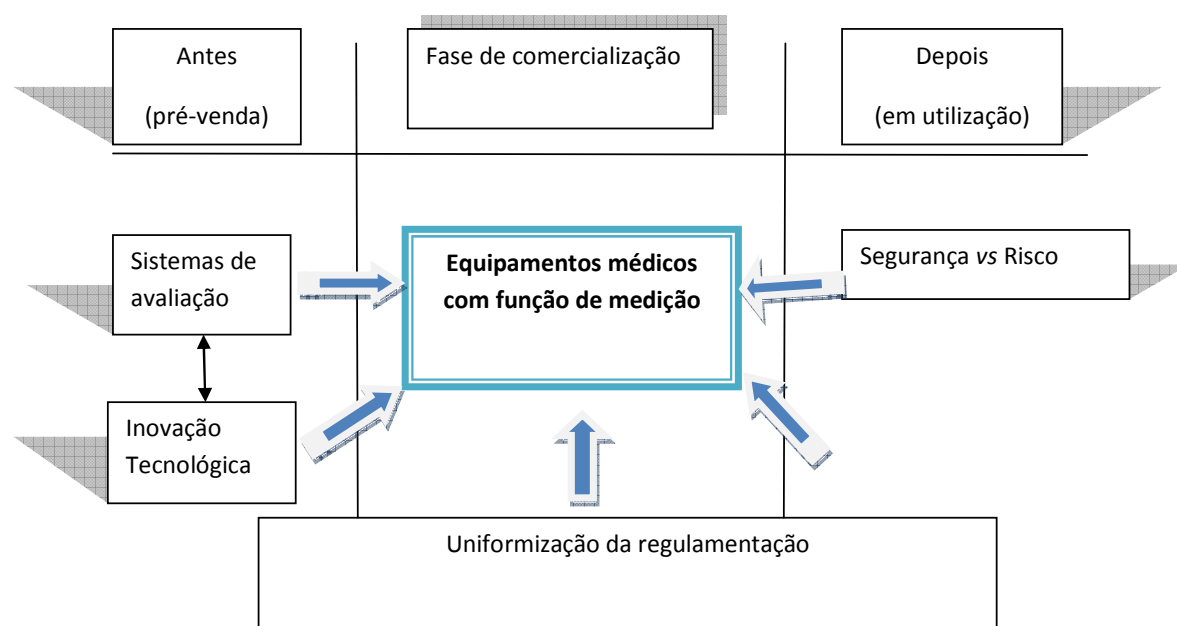 Antes
(pré-venda)
Fase de comercialização
Depois
(em utilização)
Sistemas de
avaliação
Equipamentos médicos
com função de medição
Segurança vs Risco
Inovação
Tecnológica
Uniformização da regulamentação